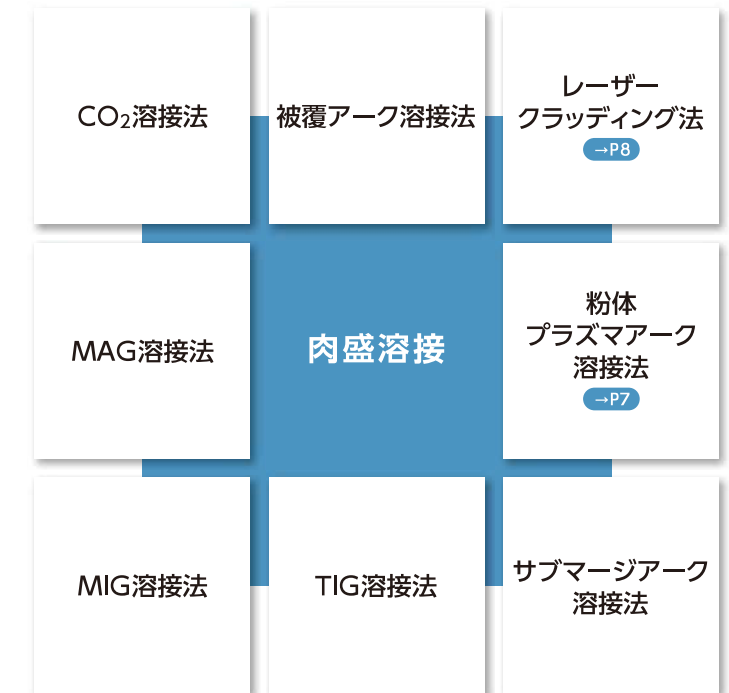 CO₂溶接法
被覆アーク溶接法
レーザー
クラッディング法
→P8
MAG溶接法
肉盛溶接
粉体
プラズマアーク
溶接法
→P7
MIG溶接法
TIG溶接法
サブマージアーク
溶接法